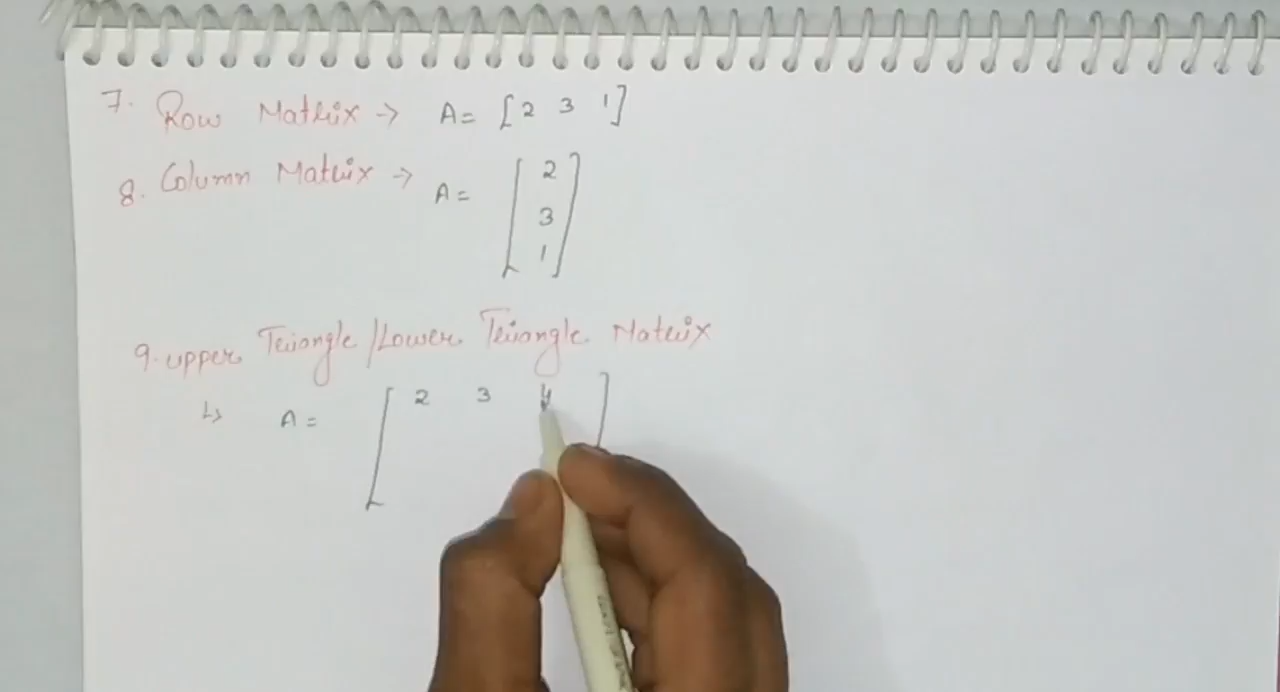 7. Row Matrix → A = [2 3 1]
8. Column Matrix → A = [
2
3
1
]
9. upper Triangle / Lower Triangle Matrix
↳ A = [ 2 3 4 ]